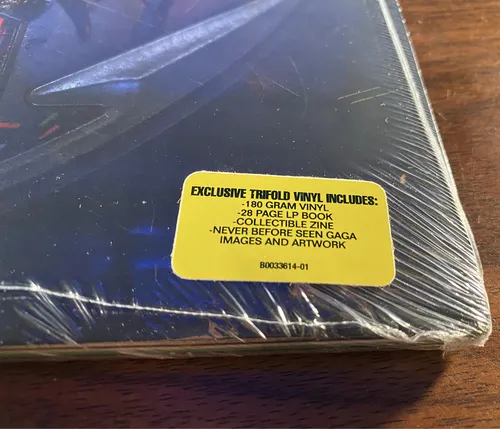 EXCLUSIVE TRIFOLD VINYL INCLUDES:
-180 GRAM VINYL
-28 PAGE LP BOOK
-COLLECTIBLE ZINE
-NEVER BEFORE SEEN GAGA
IMAGES AND ARTWORK
B0033614-01